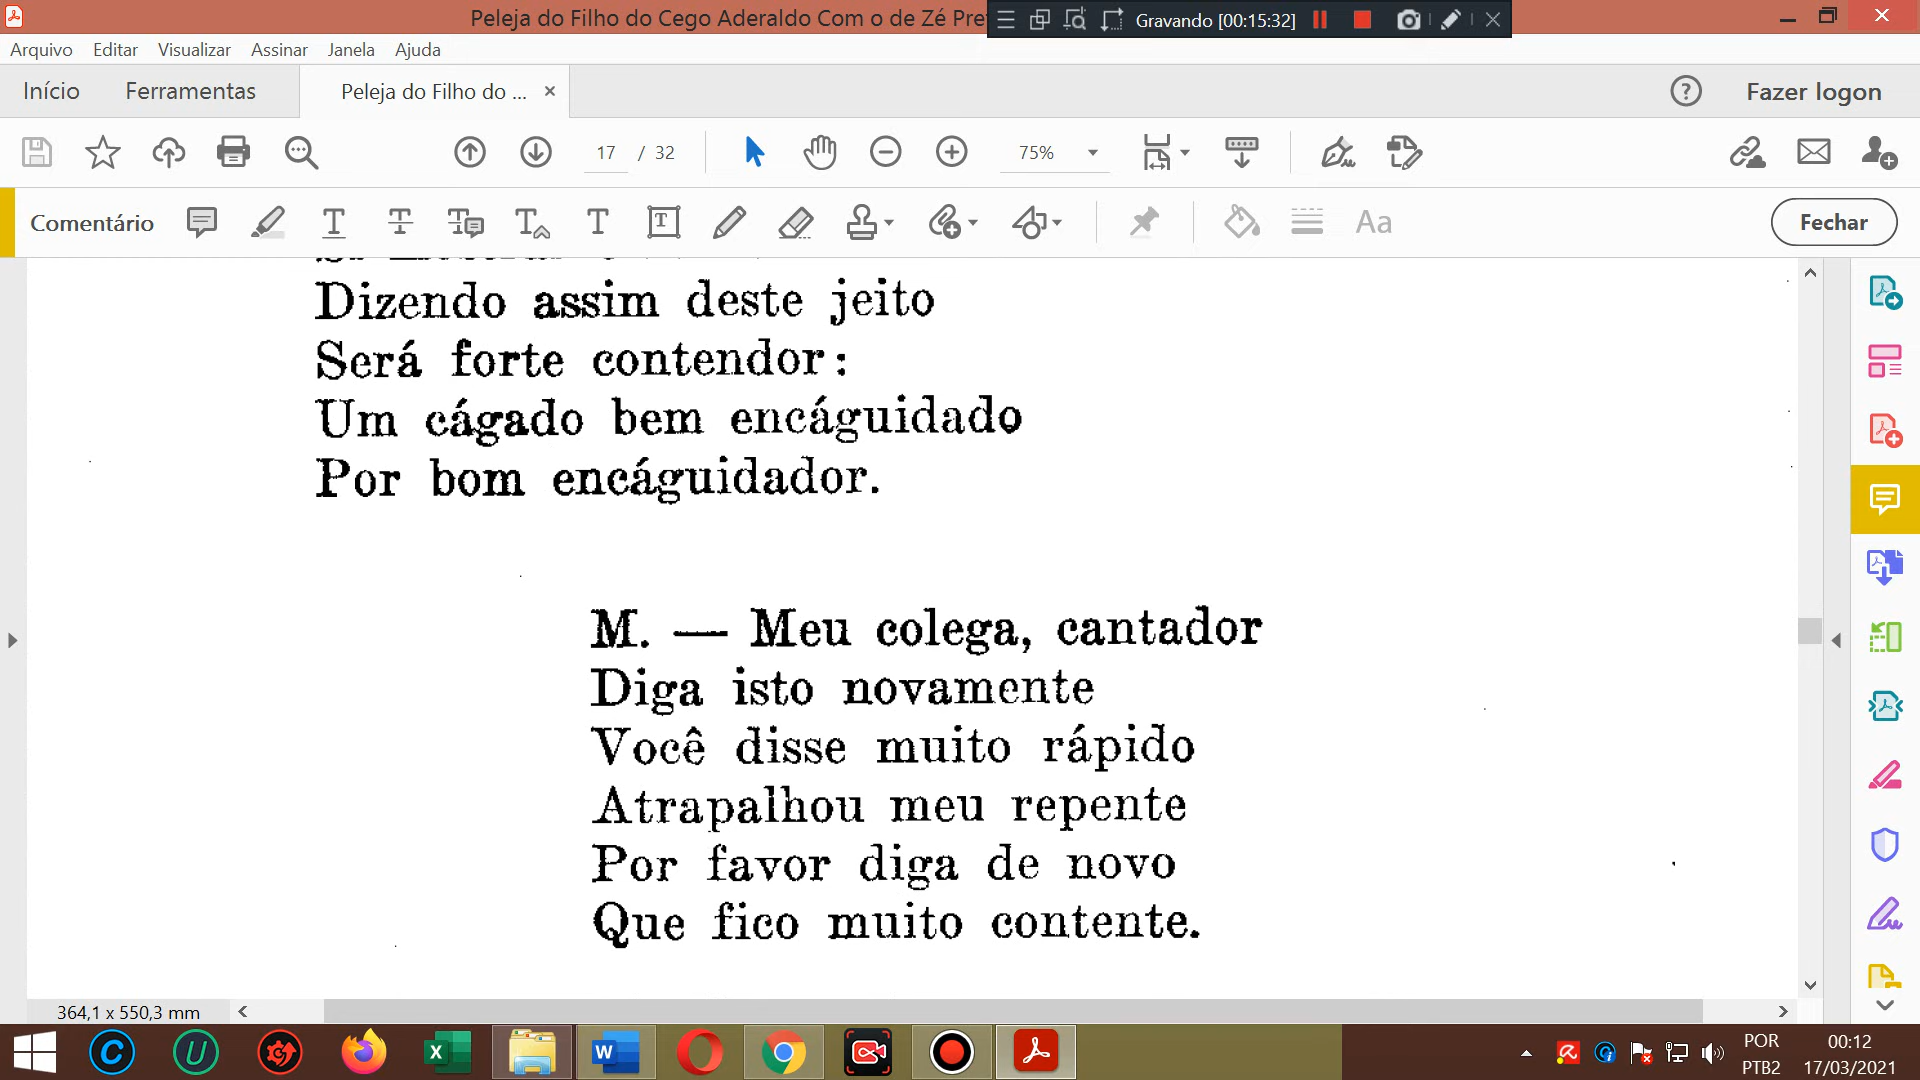 Peleja do Filho do Cego Aderaldo Com o de Zé
Gravando [00:15:32]
Arquivo Editar Visualizar Assinar Janela Ajuda
Início Ferramentas Peleja do Filho do ... Fazer logon
17 / 32 75%
Comentário Fechar
Dizendo assim deste jeito
Será forte contendor:
Um cágado bem encáguidado
Por bom encáguidador.
M. — Meu colega, cantador
Diga isto novamente
Você disse muito rápido
Atrapalhou meu repente
Por favor diga de novo
Que fico muito contente.
364,1 x 550,3 mm
POR 00:12
PTB2 17/03/2021